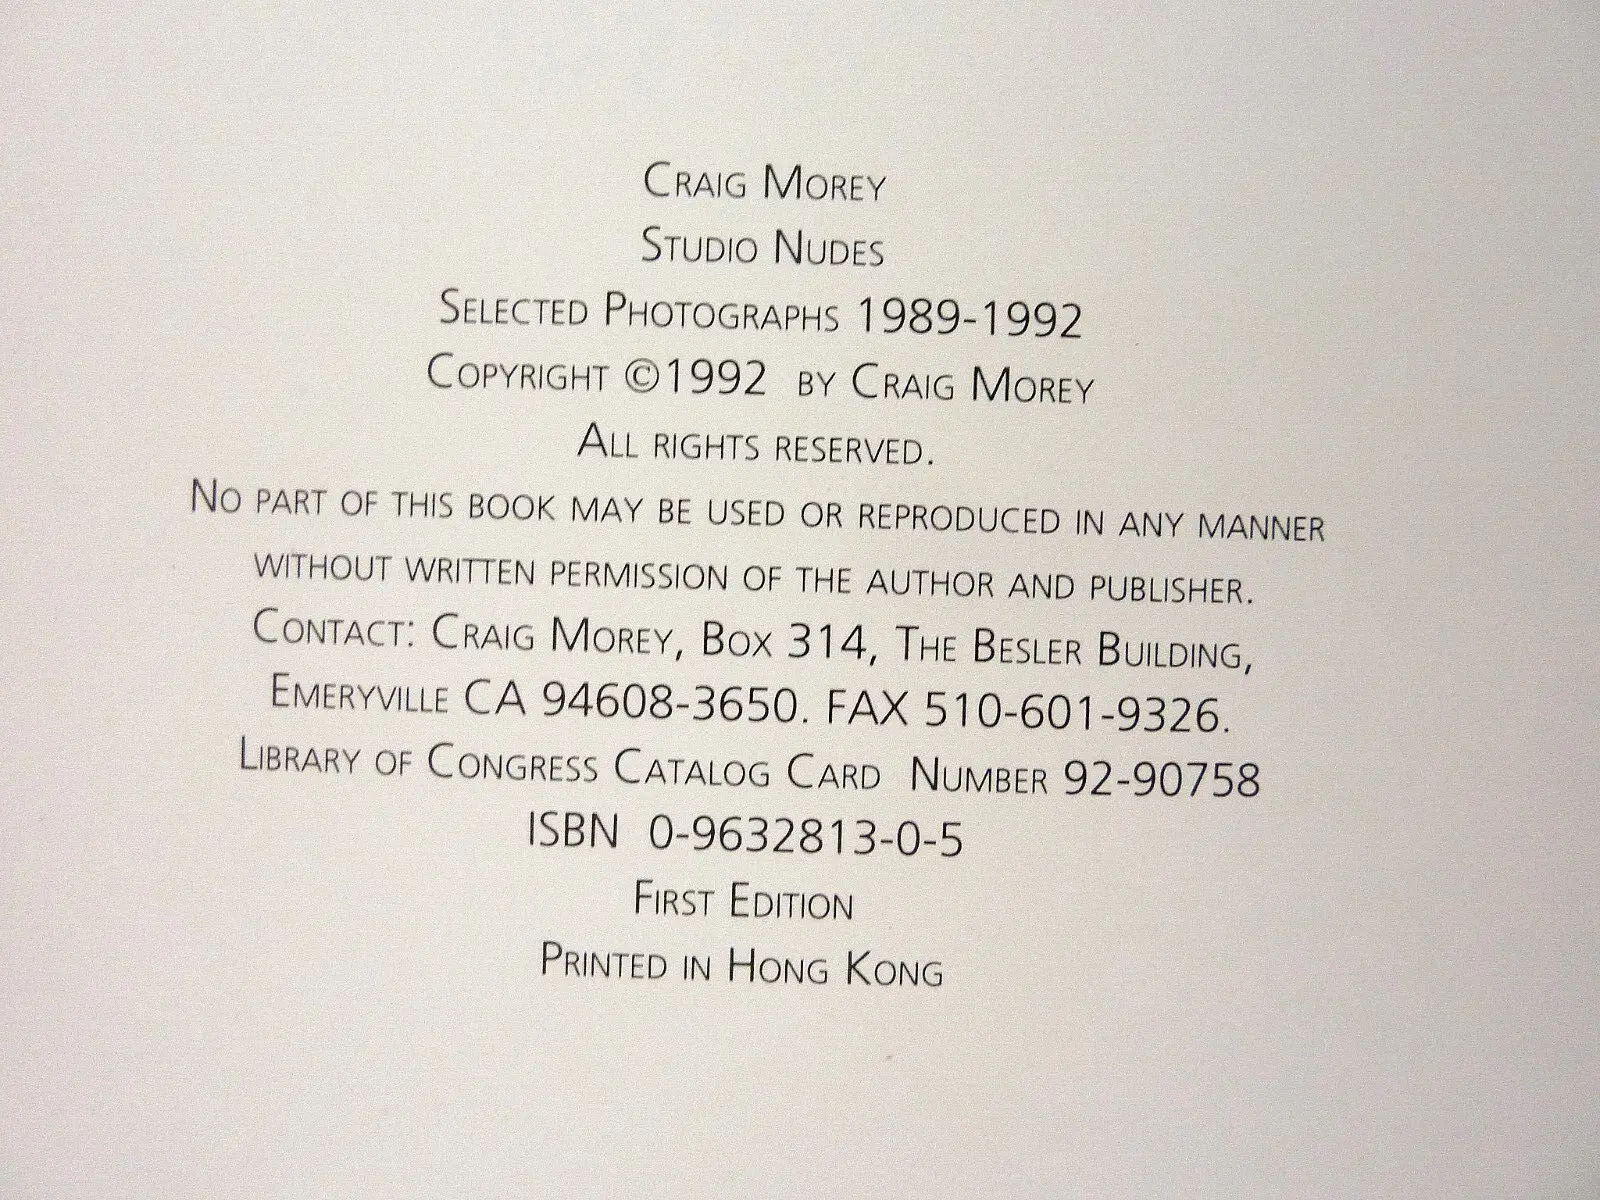 Craig Morey
Studio Nudes
Selected Photographs 1989-1992
Copyright ©1992 by Craig Morey
All rights reserved.
No part of this book may be used or reproduced in any manner
without written permission of the author and publisher.
Contact: Craig Morey, Box 314, The Besler Building,
Emeryville CA 94608-3650. FAX 510-601-9326.
Library of Congress Catalog Card Number 92-90758
ISBN 0-9632813-0-5
First Edition
Printed in Hong Kong